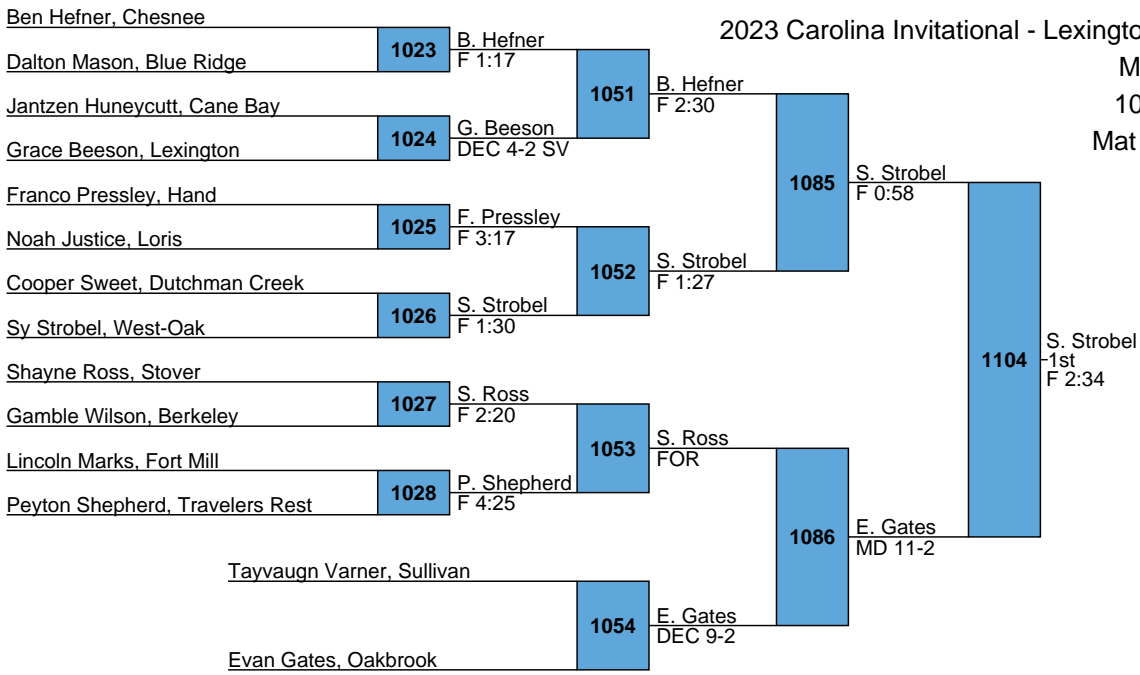 Ben Hefner, Chesnee
2023 Carolina Invitational - Lexingto
1023
B. Hefner
F 1:17
Dalton Mason, Blue Ridge
M
1051
B. Hefner
F 2:30
Jantzen Huneycutt, Cane Bay
10
1024
G. Beeson
DEC 4-2 SV
Grace Beeson, Lexington
Mat
1085
S. Strobel
F 0:58
Franco Pressley, Hand
1025
F. Pressley
F 3:17
Noah Justice, Loris
1052
S. Strobel
F 1:27
Cooper Sweet, Dutchman Creek
1026
S. Strobel
F 1:30
Sy Strobel, West-Oak
1104
S. Strobel
1st
F 2:34
Shayne Ross, Stover
1027
S. Ross
F 2:20
Gamble Wilson, Berkeley
1053
S. Ross
FOR
Lincoln Marks, Fort Mill
1028
P. Shepherd
F 4:25
Peyton Shepherd, Travelers Rest
1086
E. Gates
MD 11-2
Tayvaugn Varner, Sullivan
1054
E. Gates
DEC 9-2
Evan Gates, Oakbrook